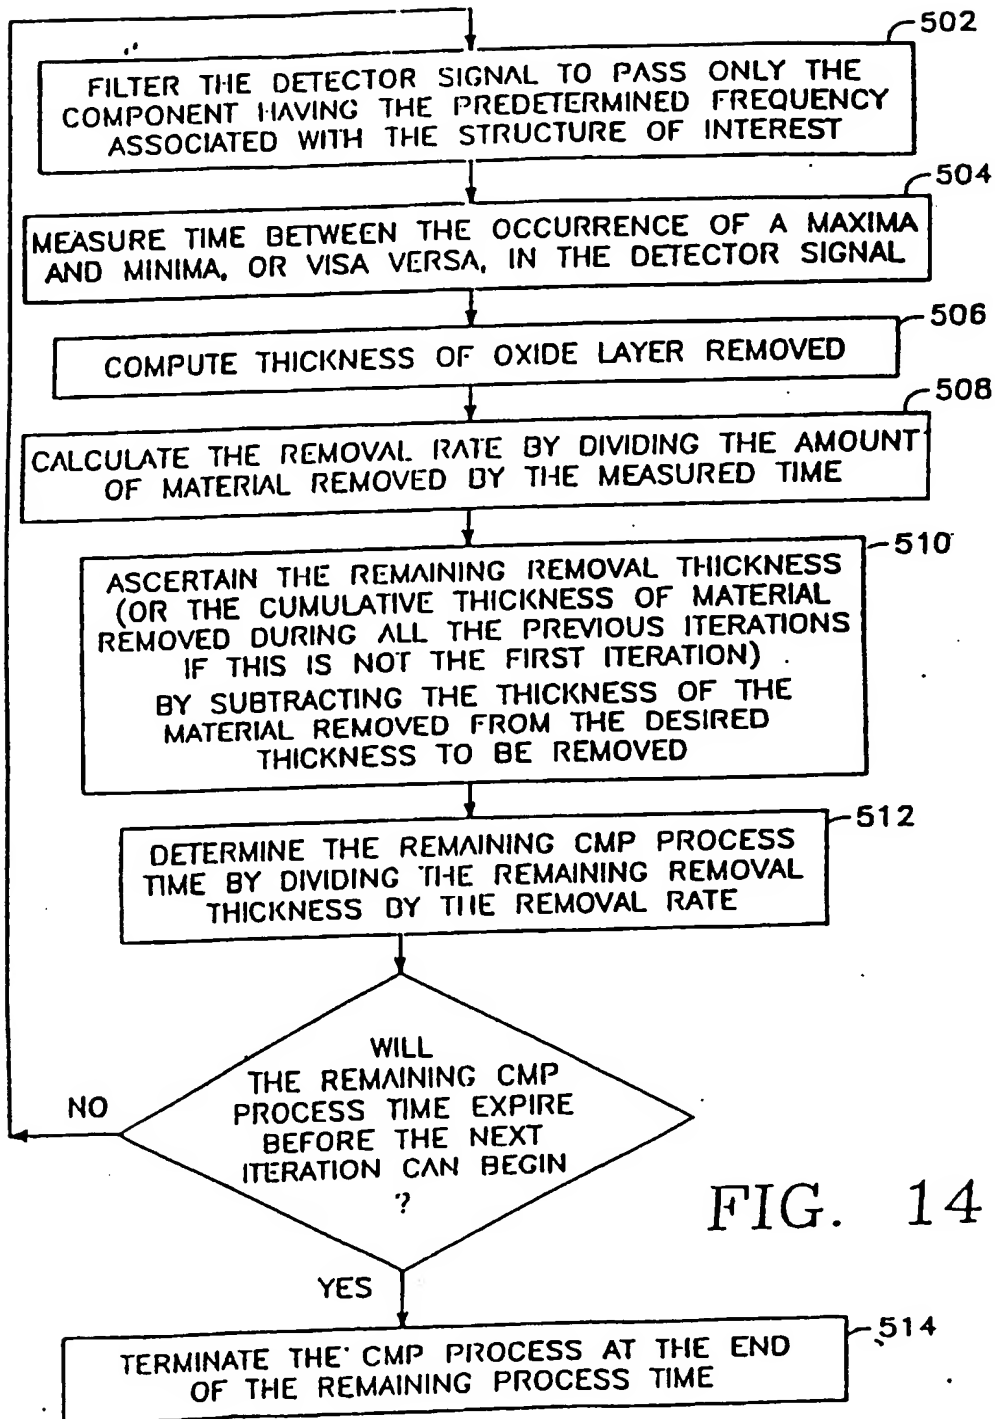 502
FILTER THE DETECTOR SIGNAL TO PASS ONLY THE
COMPONENT HAVING THE PREDETERMINED FREQUENCY
ASSOCIATED WITH THE STRUCTURE OF INTEREST
504
MEASURE TIME BETWEEN THE OCCURRENCE OF A MAXIMA
AND MINIMA, OR VISA VERSA, IN THE DETECTOR SIGNAL
506
COMPUTE THICKNESS OF OXIDE LAYER REMOVED
508
CALCULATE THE REMOVAL RATE BY DIVIDING THE AMOUNT
OF MATERIAL REMOVED BY THE MEASURED TIME
510
ASCERTAIN THE REMAINING REMOVAL THICKNESS
(OR THE CUMULATIVE THICKNESS OF MATERIAL
REMOVED DURING ALL THE PREVIOUS ITERATIONS
IF THIS IS NOT THE FIRST ITERATION)
BY SUBTRACTING THE THICKNESS OF THE
MATERIAL REMOVED FROM THE DESIRED
THICKNESS TO BE REMOVED
512
DETERMINE THE REMAINING CMP PROCESS
TIME BY DIVIDING THE REMAINING REMOVAL
THICKNESS BY THE REMOVAL RATE
WILL
THE REMAINING CMP
PROCESS TIME EXPIRE
BEFORE THE NEXT
ITERATION CAN BEGIN
?
NO
YES
FIG. 14
514
TERMINATE THE CMP PROCESS AT THE END
OF THE REMAINING PROCESS TIME